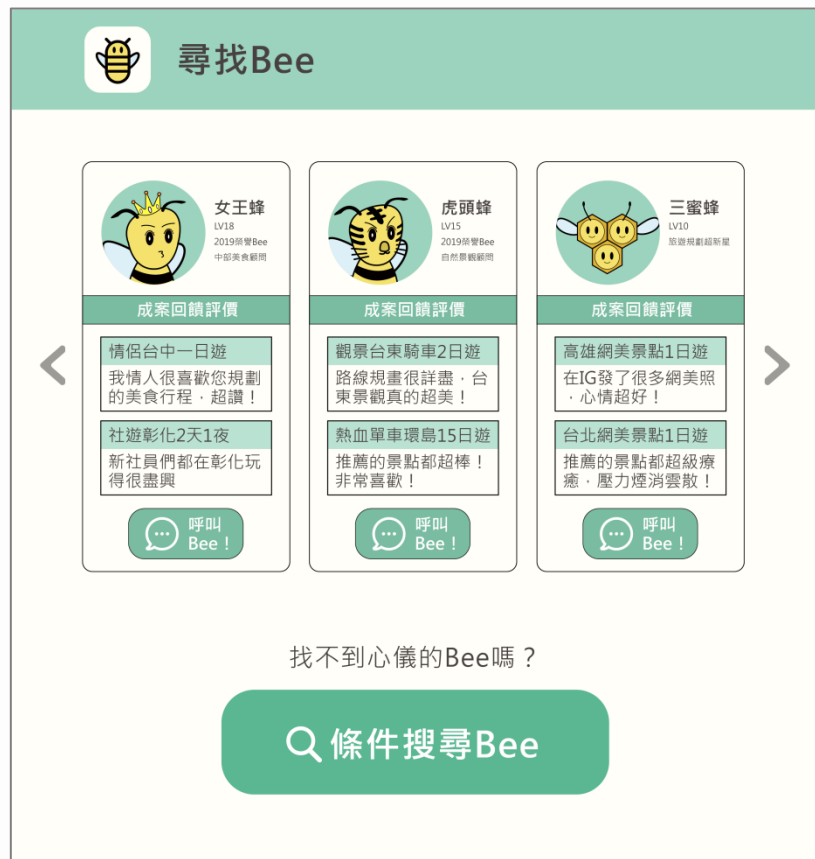 尋找Bee
女王蜂
LV18
2019榮譽Bee
中部美食顧問
成案回饋評價
情侶台中一日遊
我情人很喜歡您規劃
的美食行程，超讚！
社遊彰化2天1夜
新社員們都在彰化玩
得很盡興
呼叫
Bee！
虎頭蜂
LV15
2019榮譽Bee
自然景觀顧問
成案回饋評價
觀景台東騎車2日遊
路線規畫很詳盡，台
東景觀真的超美！
熱血單車環島15日遊
推薦的景點都超棒！
非常喜歡！
呼叫
Bee！
三蜜蜂
LV10
旅遊規劃超新星
成案回饋評價
高雄網美景點1日遊
在IG發了很多網美照
，心情超好！
台北網美景點1日遊
推薦的景點都超級療
癒，壓力煙消雲散！
呼叫
Bee！
找不到心儀的Bee嗎？
條件搜尋Bee